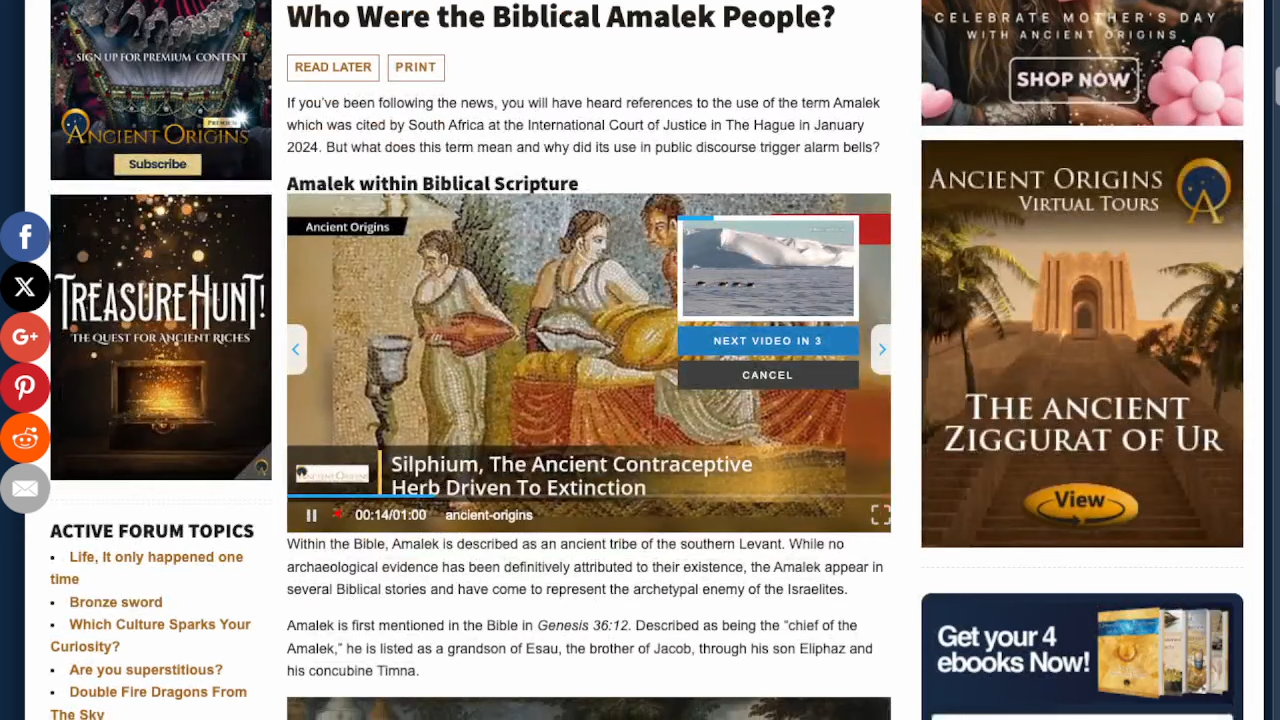 SIGN UP FOR PREMIUM CONTENT
PREMIUM
ANCIENT ORIGINS
Subscribe
TREASURE HUNT!
THE QUEST FOR ANCIENT RICHES
ACTIVE FORUM TOPICS
Life, It only happened one
time
Bronze sword
Which Culture Sparks Your
Curiosity?
Are you superstitious?
Double Fire Dragons From
The Sky
Who Were the Biblical Amalek People?
READ LATER
PRINT
If you've been following the news, you will have heard references to the use of the term Amalek
which was cited by South Africa at the International Court of Justice in The Hague in January
2024. But what does this term mean and why did its use in public discourse trigger alarm bells?
Amalek within Biblical Scripture
Ancient Origins
NEXT VIDEO IN 3
CANCEL
ANCIENT ORIGINS
Silphium, The Ancient Contraceptive
Herb Driven To Extinction
00:14/01:00 ancient-origins
Within the Bible, Amalek is described as an ancient tribe of the southern Levant. While no
archaeological evidence has been definitively attributed to their existence, the Amalek appear in
several Biblical stories and have come to represent the archetypal enemy of the Israelites.
Amalek is first mentioned in the Bible in Genesis 36:12. Described as being the "chief of the
Amalek," he is listed as a grandson of Esau, the brother of Jacob, through his son Eliphaz and
his concubine Timna.
CELEBRATE MOTHER'S DAY
WITH ANCIENT ORIGINS
SHOP NOW
ANCIENT ORIGINS
VIRTUAL TOURS
THE ANCIENT
ZIGGURAT OF UR
View
Get your 4
ebooks Now!